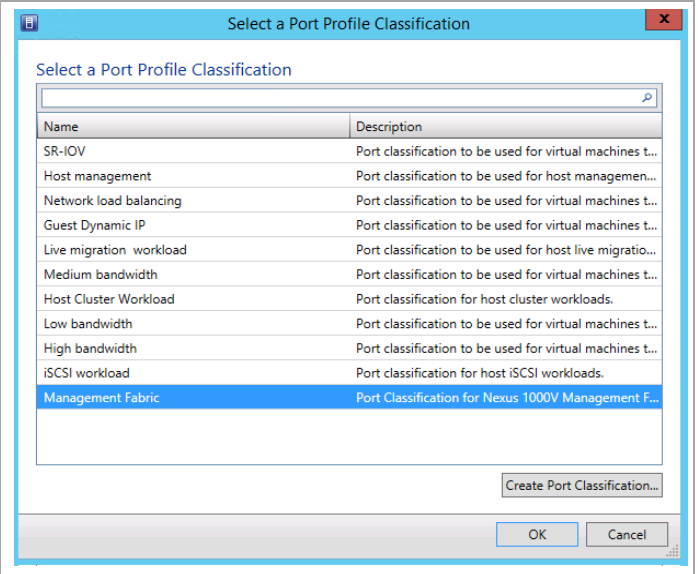 Select a Port Profile Classification
x
Select a Port Profile Classification
Name Description
SR-IOV Port classification to be used for virtual machines t...
Host management Port classification to be used for host managemen...
Network load balancing Port classification to be used for virtual machines t...
Guest Dynamic IP Port classification to be used for virtual machines t...
Live migration  workload Port classification to be used for host live migratio...
Medium bandwidth Port classification to be used for virtual machines t...
Host Cluster Workload Port classification for host cluster workloads.
Low bandwidth Port classification to be used for virtual machines t...
High bandwidth Port classification to be used for virtual machines t...
iSCSI workload Port classification for host iSCSI workloads.
Management Fabric Port Classification for Nexus 1000V Management F...
Create Port Classification...
OK Cancel